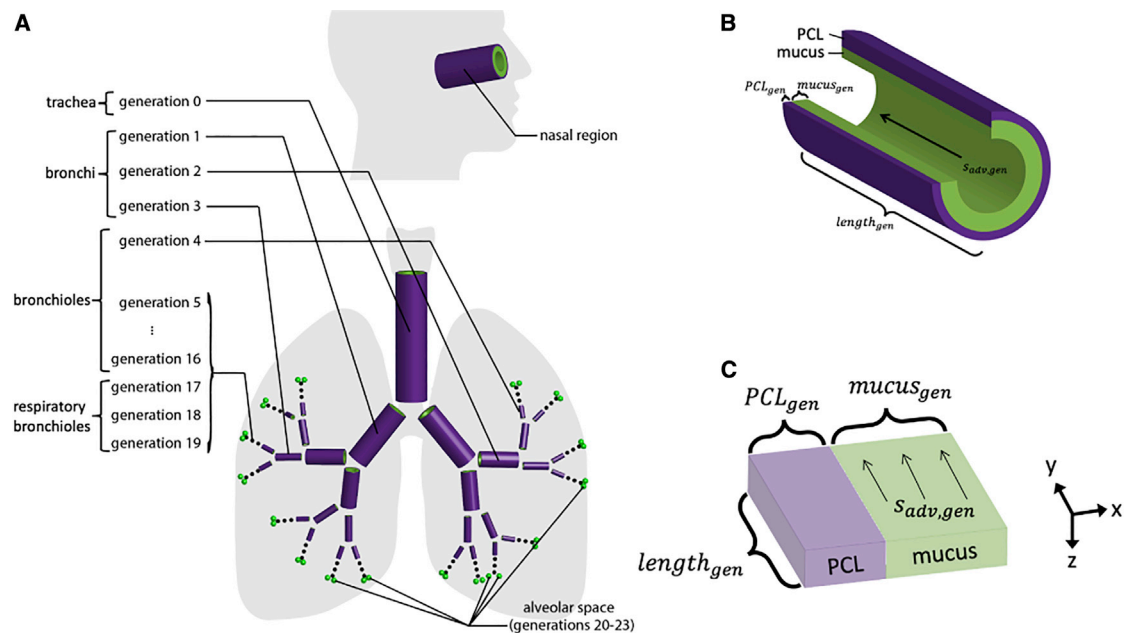 A
trachea
generation 0
nasal region
bronchi
generation 1
generation 2
generation 3
bronchioles
generation 4
generation 5
⋮
generation 16
respiratory
bronchioles
generation 17
generation 18
generation 19
alveolar space
(generations 20-23)
B
PCL
mucus
PCL_gen
mucus_gen
s_adv,gen
length_gen
C
PCL_gen
mucus_gen
s_adv,gen
length_gen
PCL
mucus
y
x
z